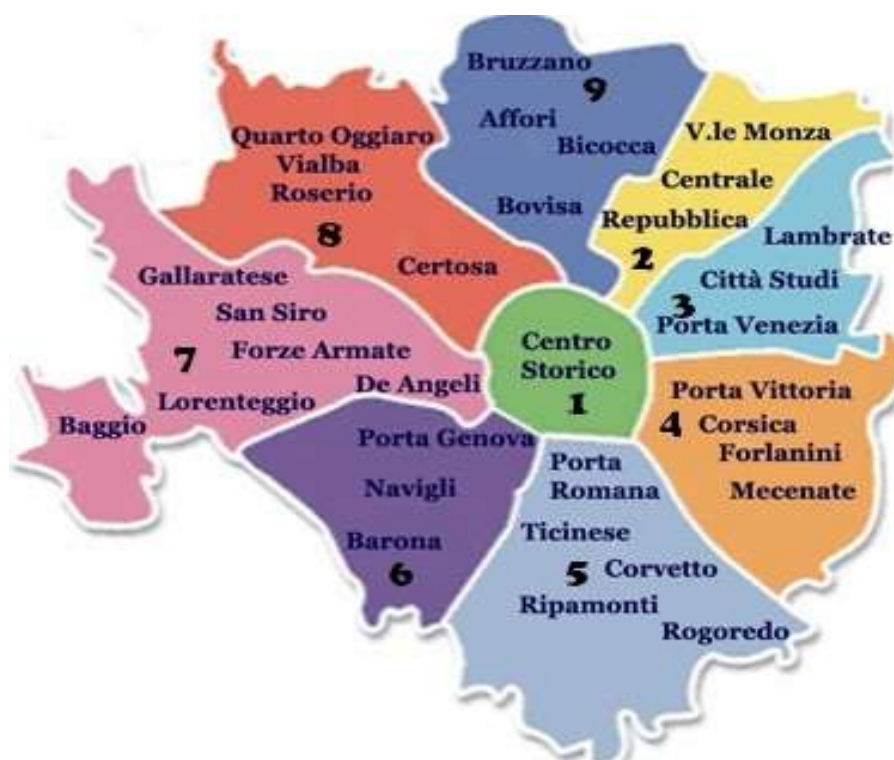 Bruzzano
9
Affori
Bicocca
Bovisa
V.le Monza
Centrale
Repubblica
2
Lambrate
Città Studi
3
Porta Venezia
Quarto Oggiaro
Vialba
Roserio
8
Certosa
Gallaratese
San Siro
7
Forze Armate
De Angeli
Lorenteggio
Baggio
Centro
Storico
1
Porta Vittoria
4
Corsica
Forlanini
Mecenate
Porta Genova
Navigli
Barona
6
Porta
Romana
Ticinese
5
Corvetto
Ripamonti
Rogoredo